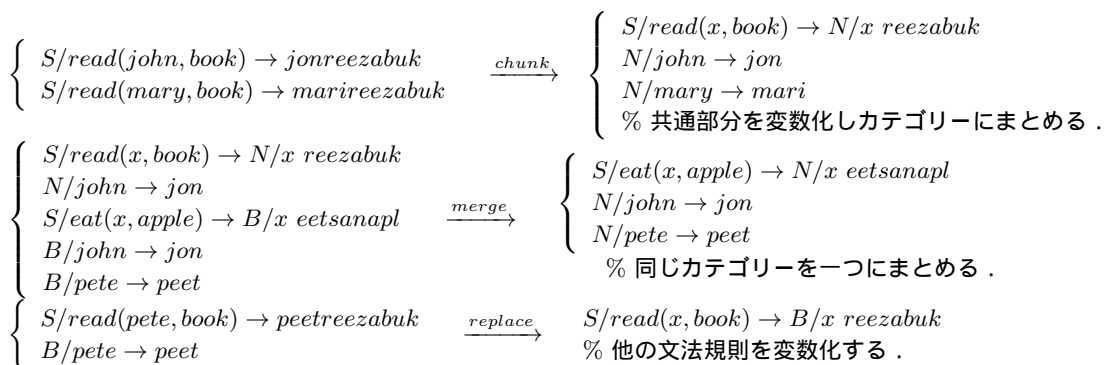 S/read(john, book) → jonreezabuk
S/read(mary, book) → marireezabuk
chunk
S/read(x, book) → N/x reezabuk
N/john → jon
N/mary → mari
% 共通部分を変数化しカテゴリーにまとめる．
S/read(x, book) → N/x reezabuk
N/john → jon
S/eat(x, apple) → B/x eetsanapl
B/john → jon
B/pete → peet
merge
S/eat(x, apple) → N/x eetsanapl
N/john → jon
N/pete → peet
% 同じカテゴリーを一つにまとめる．
S/read(pete, book) → peetreezabuk
B/pete → peet
replace
S/read(x, book) → B/x reezabuk
% 他の文法規則を変数化する．